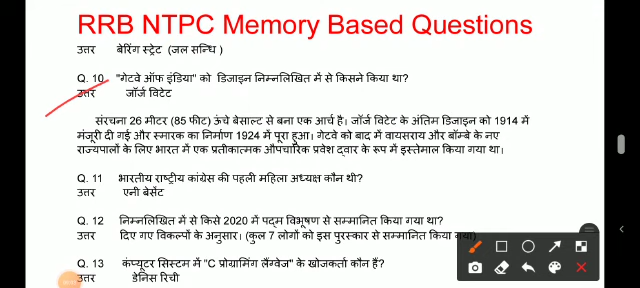 RRB NTPC Memory Based Questions
उत्तर बेरिंग स्ट्रेट (जल सन्धि )
Q. 10 "गेटवे ऑफ इंडिया" को डिजाइन निम्नलिखित में से किसने किया था?
उत्तर जॉर्ज विटेट
संरचना 26 मीटर (85 फीट) ऊंचे बेसाल्ट से बना एक आर्च है। जॉर्ज विटेट के अंतिम डिजाइन को 1914 में
मंजूरी दी गई और स्मारक का निर्माण 1924 में पूरा हुआ। गेटवे को बाद में वायसराय और बॉम्बे के नए
राज्यपालों के लिए भारत में एक प्रतीकात्मक औपचारिक प्रवेश द्वार के रूप में इस्तेमाल किया गया था।
Q. 11 भारतीय राष्ट्रीय कांग्रेस की पहली महिला अध्यक्ष कौन थी?
उत्तर एनी बेसेंट
Q. 12 निम्नलिखित में से किसे 2020 में पद्म विभूषण से सम्मानित किया गया था?
उत्तर दिए गए विकल्पों के अनुसार। (कुल 7 लोगों को इस पुरस्कार से सम्मानित किया गया)
Q. 13 कंप्यूटर सिस्टम में "C प्रोग्रामिंग लैंग्वेज" के खोजकर्ता कौन हैं?
उत्तर डेनिस रिची